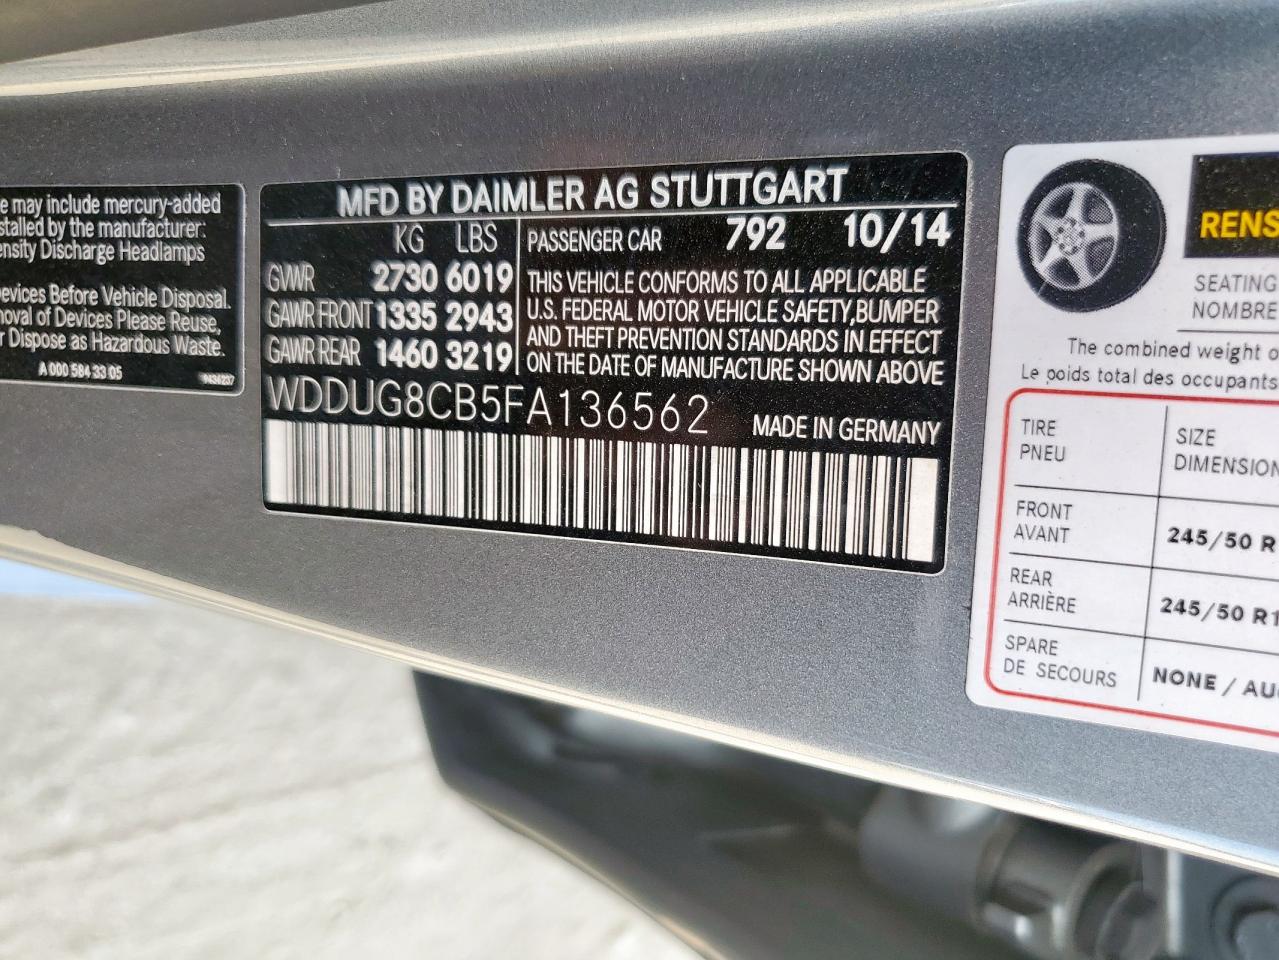 e may include mercury-added
stalled by the manufacturer:
ensity Discharge Headlamps
Devices Before Vehicle Disposal.
moval of Devices Please Reuse,
r Dispose as Hazardous Waste.
A 000 584 33 05
MFD BY DAIMLER AG STUTTGART
KG LBS
GVWR 2730 6019
GAWR FRONT 1335 2943
GAWR REAR 1460 3219
PASSENGER CAR 792 10/14
THIS VEHICLE CONFORMS TO ALL APPLICABLE
U.S. FEDERAL MOTOR VEHICLE SAFETY,BUMPER
AND THEFT PREVENTION STANDARDS IN EFFECT
ON THE DATE OF MANUFACTURE SHOWN ABOVE
WDDUG8CB5FA136562
MADE IN GERMANY
RENS
SEATING
NOMBRE
The combined weight o
Le poids total des occupants
TIRE
PNEU
SIZE
DIMENSION
FRONT
AVANT
245/50 R
REAR
ARRIÈRE
245/50 R1
SPARE
DE SECOURS
NONE / AU